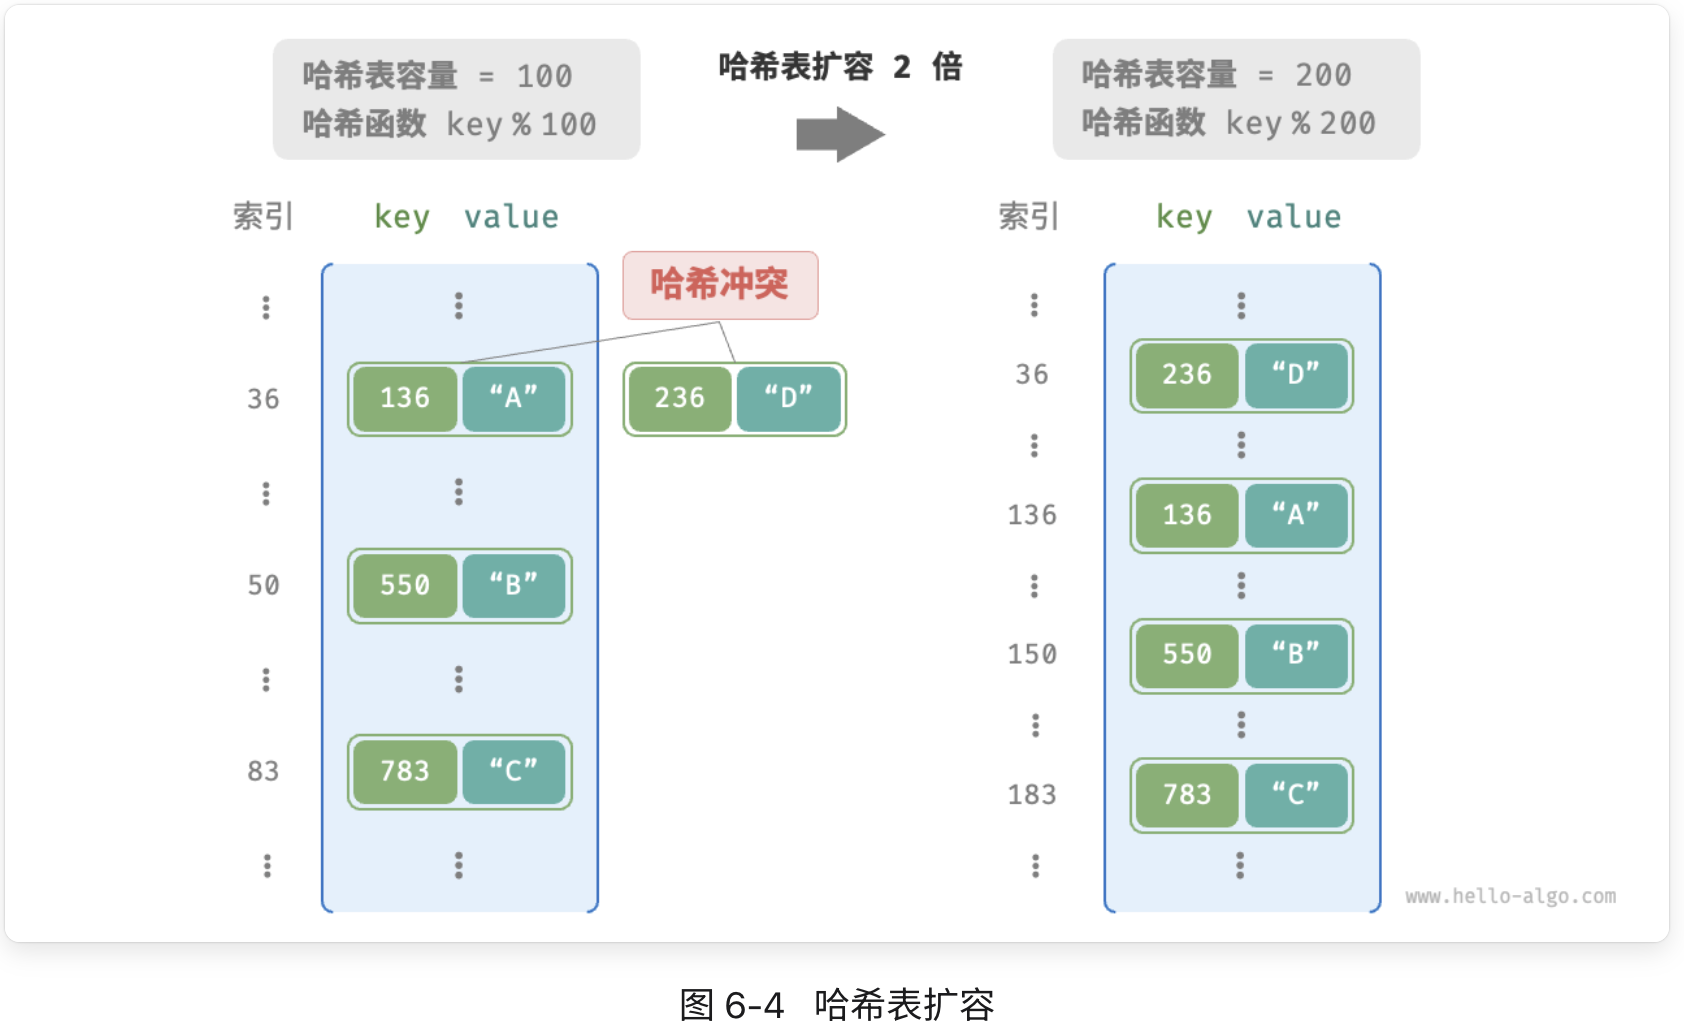 哈希表容量 = 100
哈希函数 key % 100
哈希表扩容 2 倍
哈希表容量 = 200
哈希函数 key % 200
索引 key value
哈希冲突
36 136 “A” 236 “D”
50 550 “B”
83 783 “C”
索引 key value
36 236 “D”
136 136 “A”
150 550 “B”
183 783 “C”
www.hello-algo.com
图 6-4 哈希表扩容